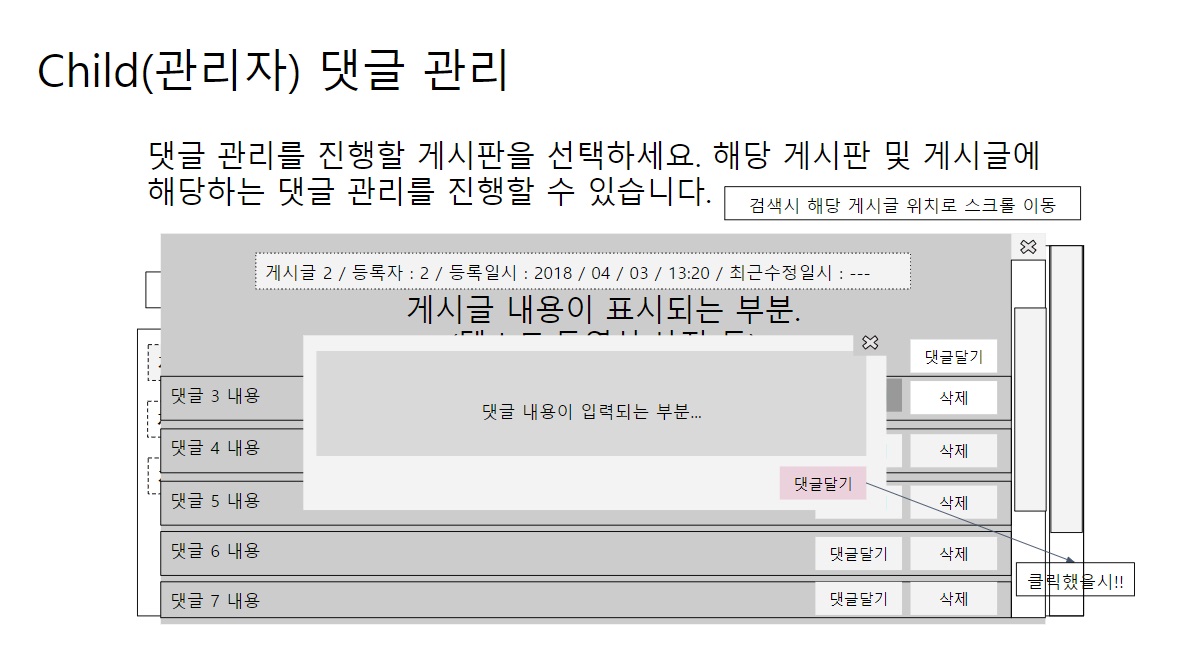 Child(관리자) 댓글 관리
댓글 관리를 진행할 게시판을 선택하세요. 해당 게시판 및 게시글에
해당하는 댓글 관리를 진행할 수 있습니다.
검색시 해당 게시글 위치로 스크롤 이동
게시글 2 / 등록자 : 2 / 등록일시 : 2018 / 04 / 03 / 13:20 / 최근수정일시 : ---
게시글 내용이 표시되는 부분.
댓글달기
댓글 3 내용
삭제
댓글 내용이 입력되는 부분...
댓글 4 내용
삭제
댓글달기
댓글 5 내용
삭제
댓글 6 내용
댓글달기
삭제
클릭했을시!!
댓글 7 내용
댓글달기
삭제